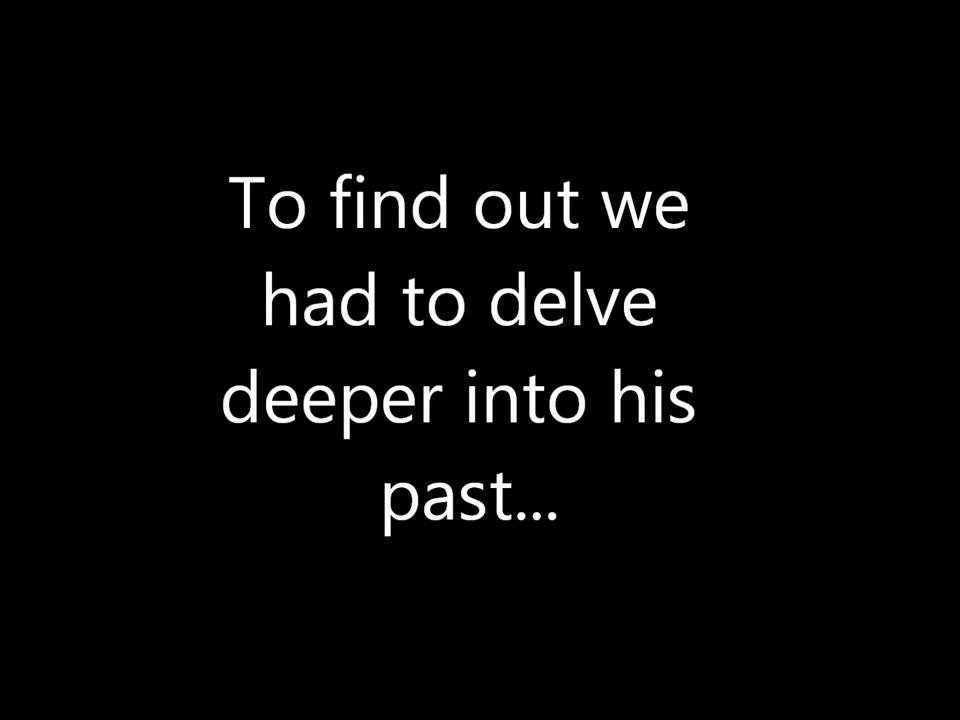 To find out we
had to delve
deeper into his
past...